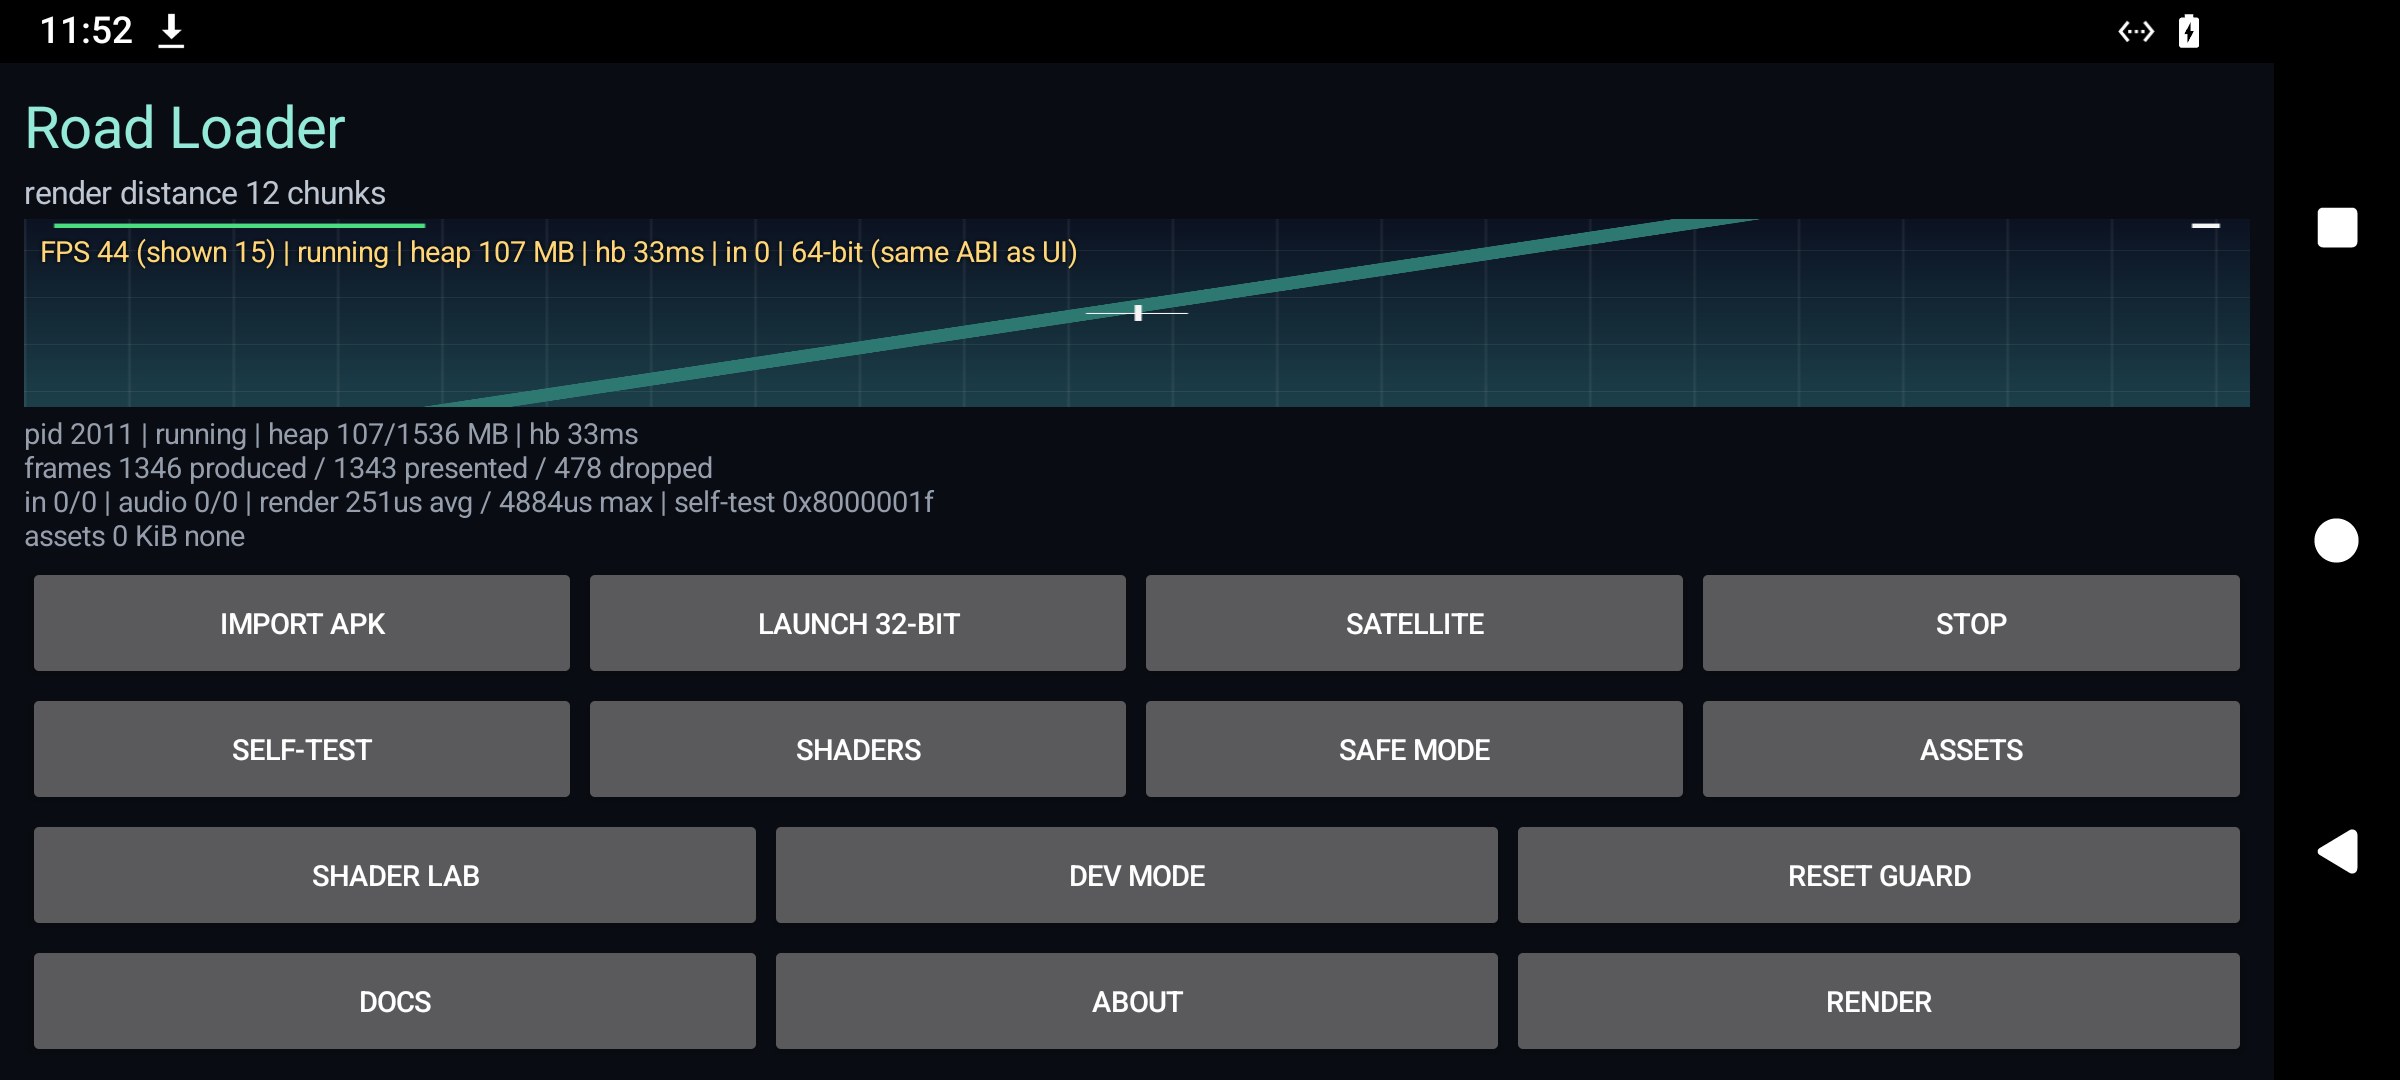 11:52
Road Loader
render distance 12 chunks
FPS 44 (shown 15) | running | heap 107 MB | hb 33ms | in 0 | 64-bit (same ABI as UI)
pid 2011 | running | heap 107/1536 MB | hb 33ms
frames 1346 produced / 1343 presented / 478 dropped
in 0/0 | audio 0/0 | render 251us avg / 4884us max | self-test 0x8000001f
assets 0 KiB none
IMPORT APK
LAUNCH 32-BIT
SATELLITE
STOP
SELF-TEST
SHADERS
SAFE MODE
ASSETS
SHADER LAB
DEV MODE
RESET GUARD
DOCS
ABOUT
RENDER